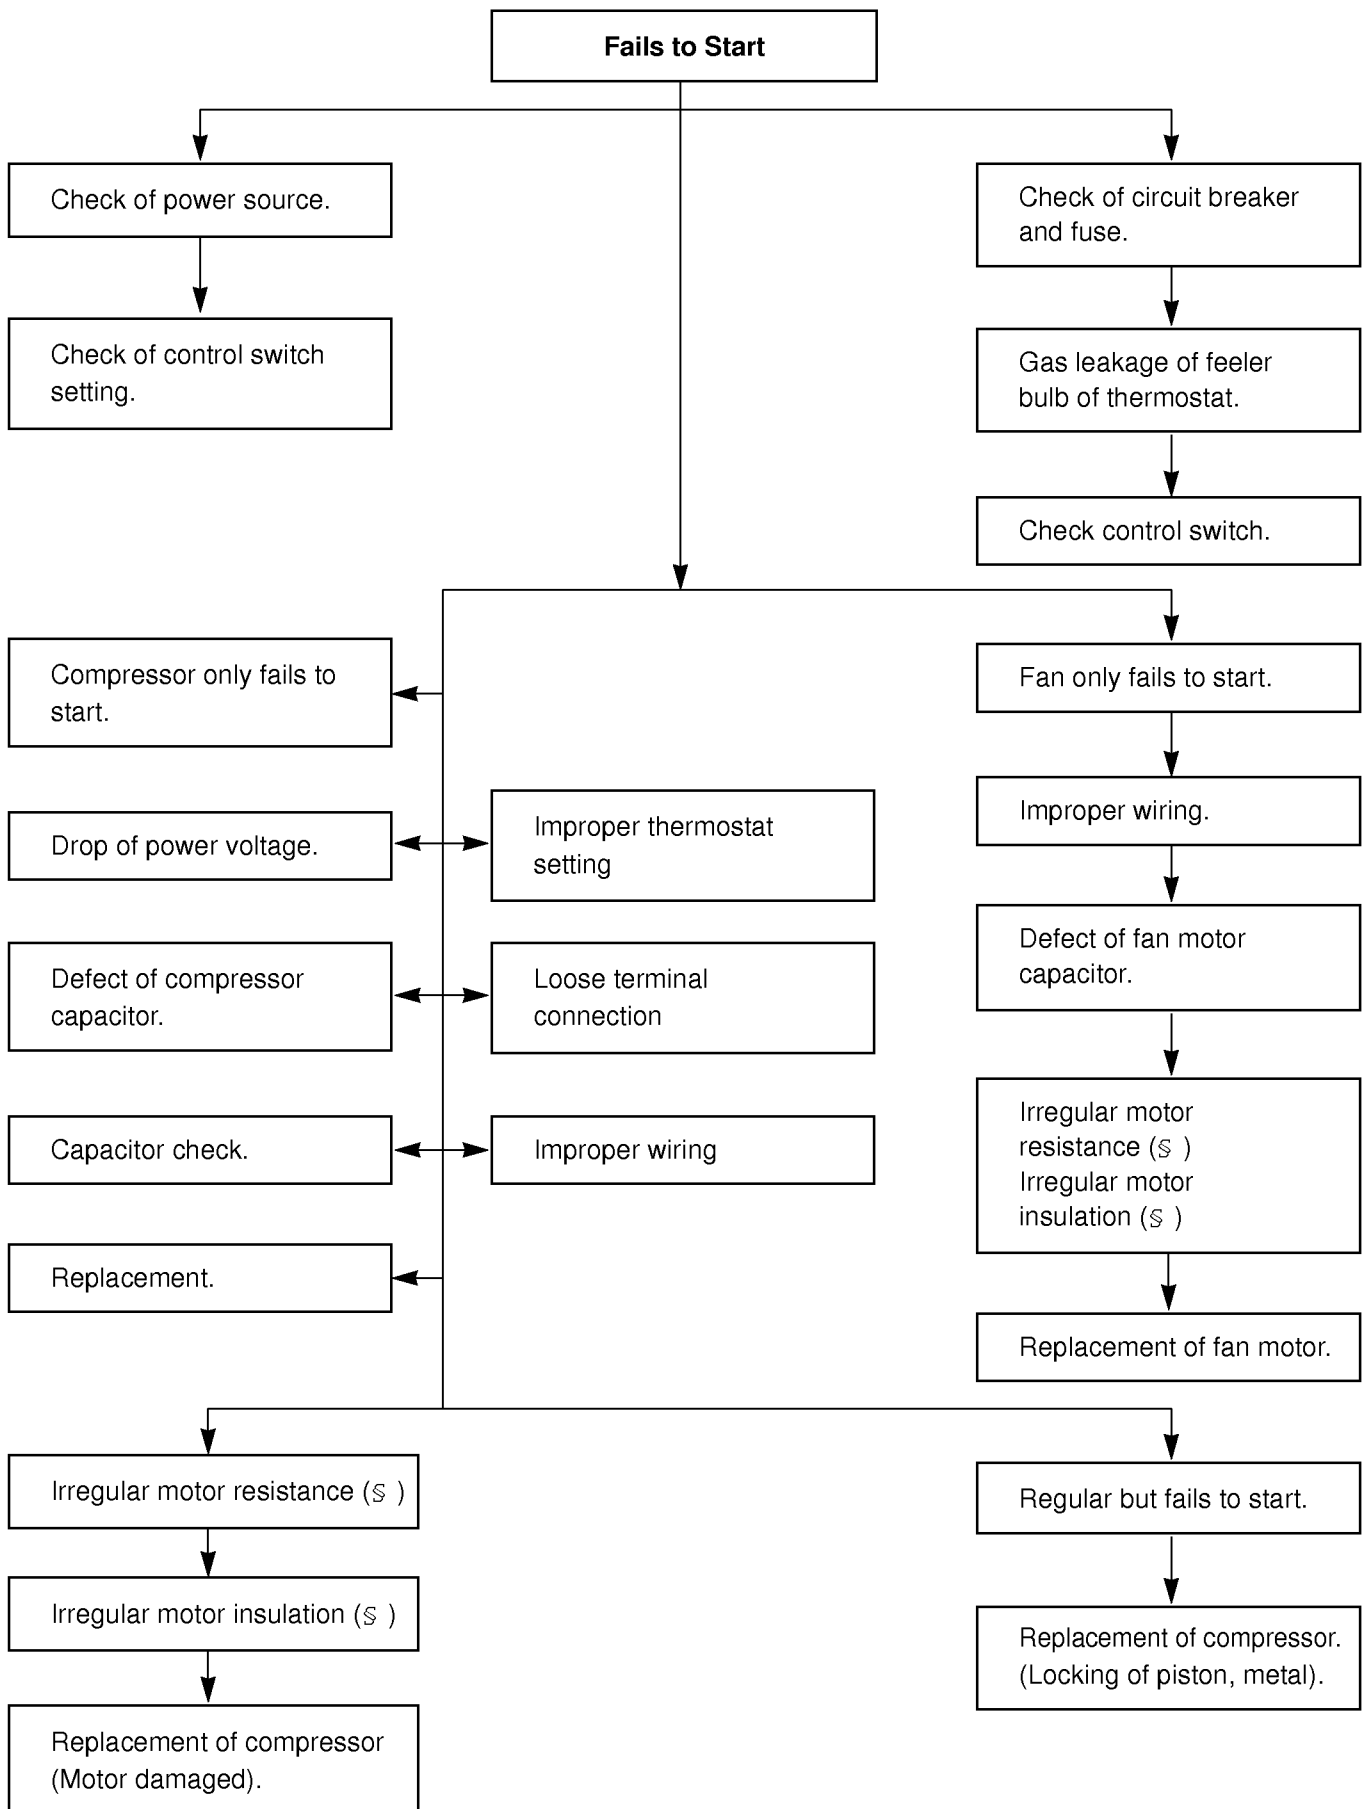 Fails to Start
Check of power source.
Check of control switch
setting.
Check of circuit breaker
and fuse.
Gas leakage of feeler
bulb of thermostat.
Check control switch.
Compressor only fails to
start.
Drop of power voltage.
Improper thermostat
setting
Defect of compressor
capacitor.
Loose terminal
connection
Capacitor check.
Improper wiring
Replacement.
Fan only fails to start.
Improper wiring.
Defect of fan motor
capacitor.
Irregular motor
resistance (§ )
Irregular motor
insulation (§ )
Replacement of fan motor.
Irregular motor resistance (§ )
Irregular motor insulation (§ )
Replacement of compressor
(Motor damaged).
Regular but fails to start.
Replacement of compressor.
(Locking of piston, metal).